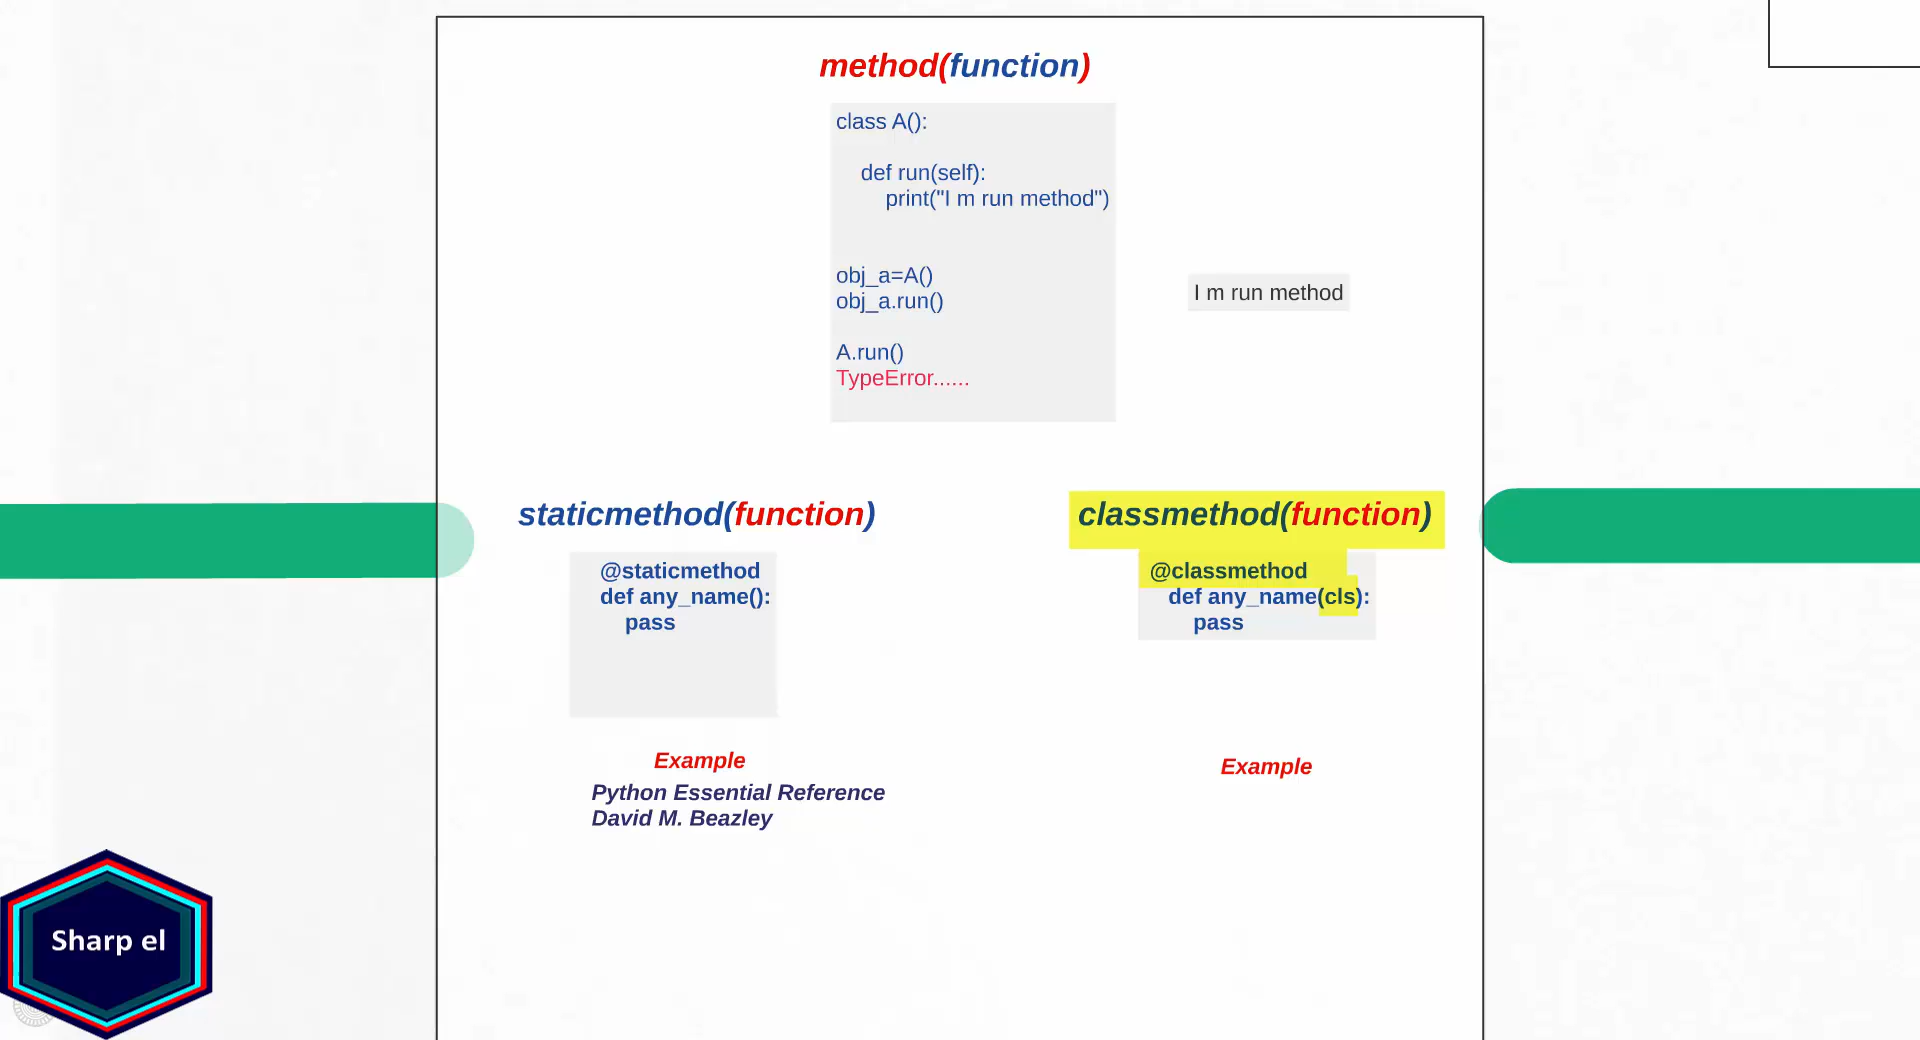 method(function)
class A():
def run(self):
print("I m run method")
obj_a=A()
obj_a.run()
I m run method
A.run()
TypeError......
staticmethod(function)
@staticmethod
def any_name():
pass
Example
Python Essential Reference
David M. Beazley
classmethod(function)
@classmethod
def any_name(cls):
pass
Example
Sharp el